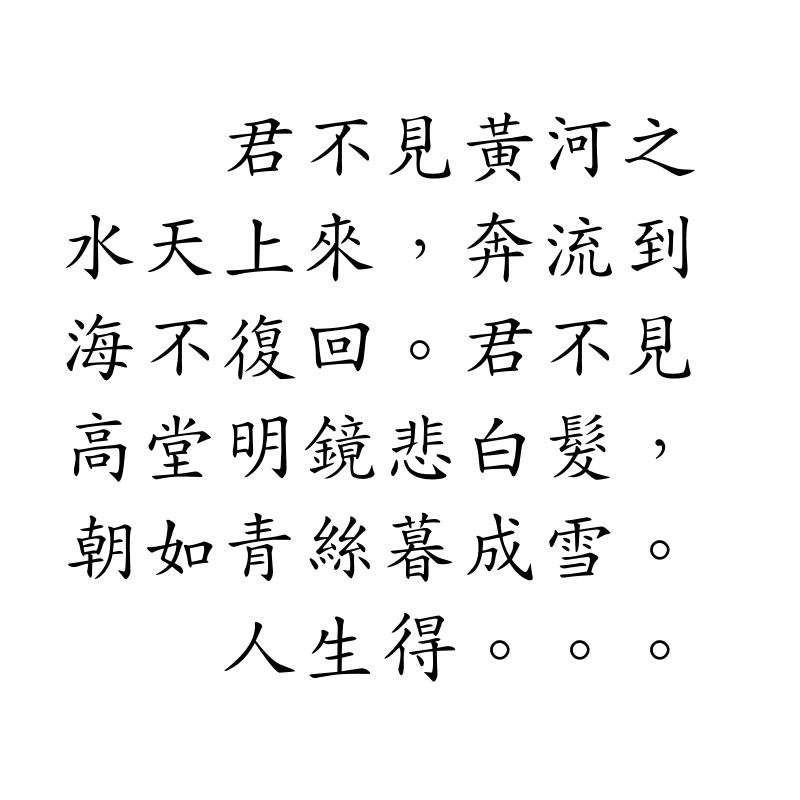 君不見黃河之
水天上來，奔流到
海不復回。君不見
高堂明鏡悲白髮，
朝如青絲暮成雪。
人生得。。。